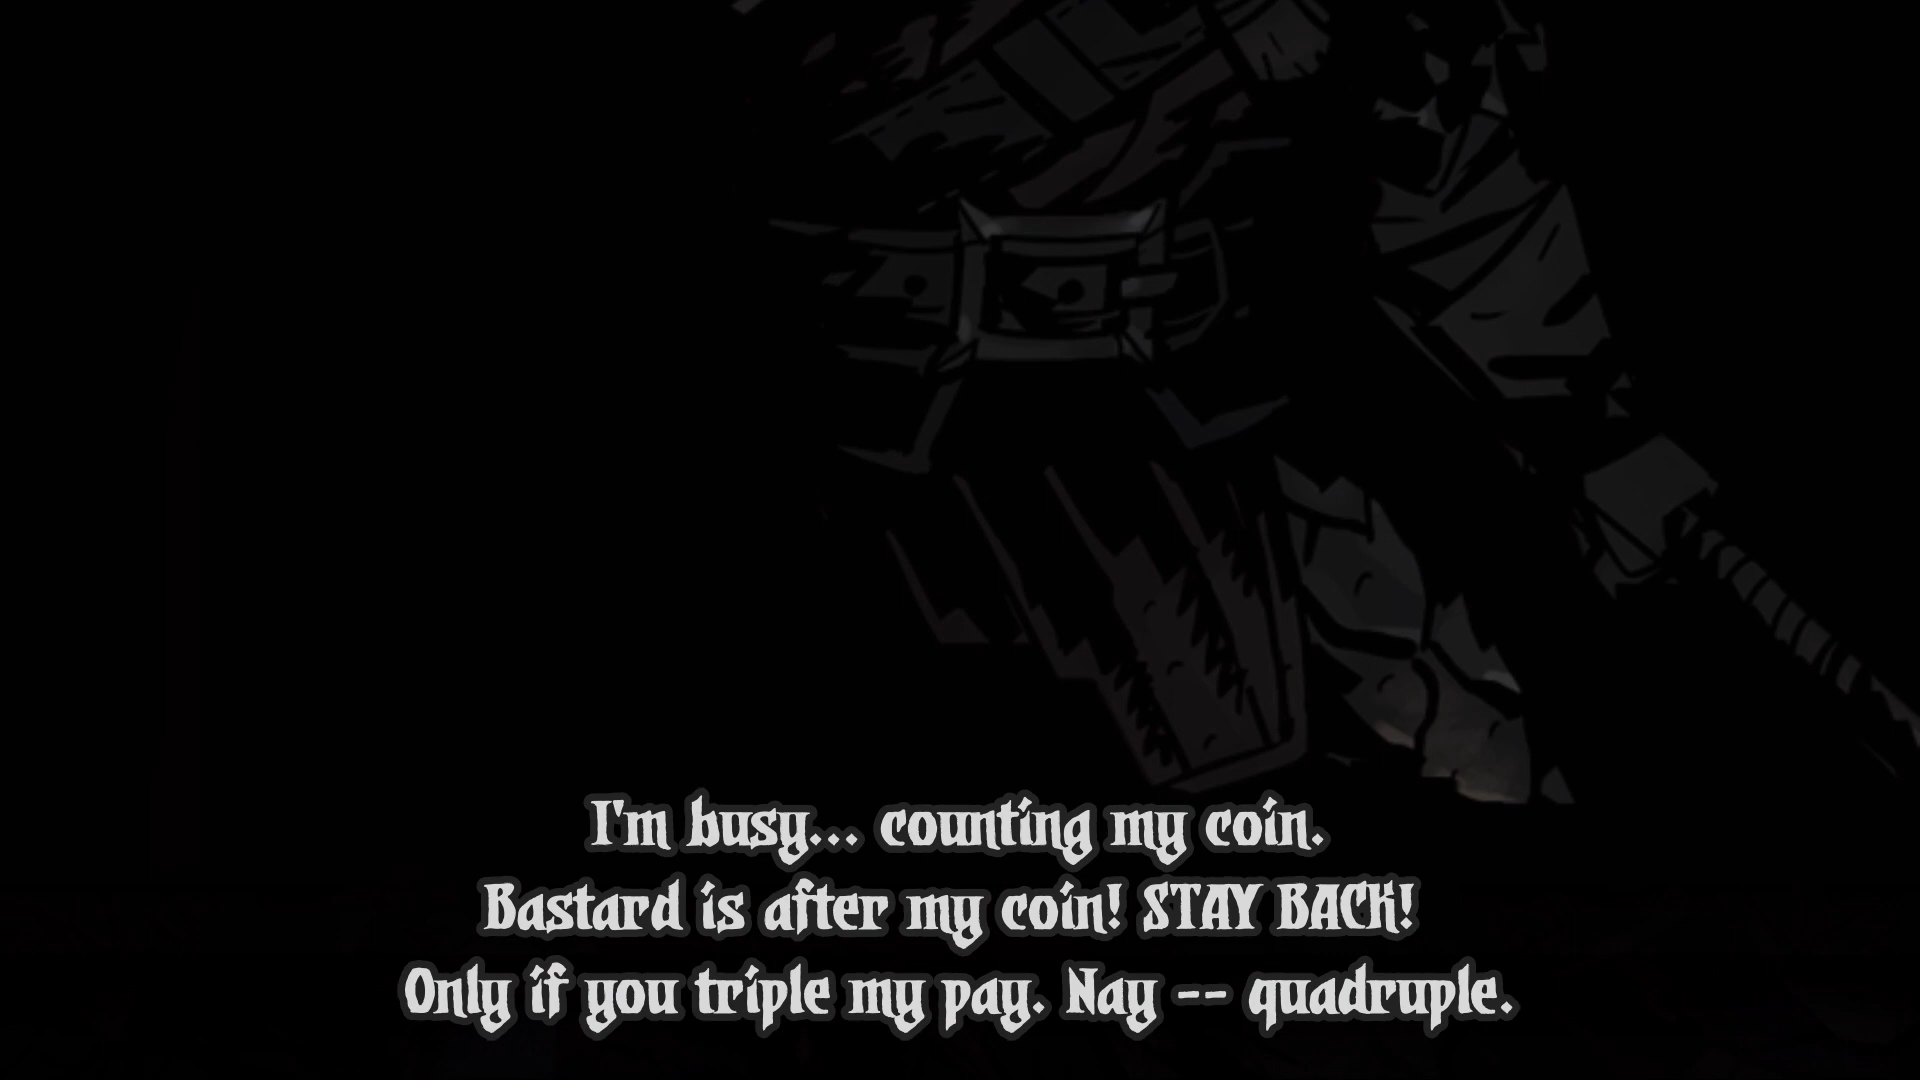 I'm busy... counting my coin.
Bastard is after my coin! STAY BACK!
Only if you triple my pay. Nay -- quadruple.